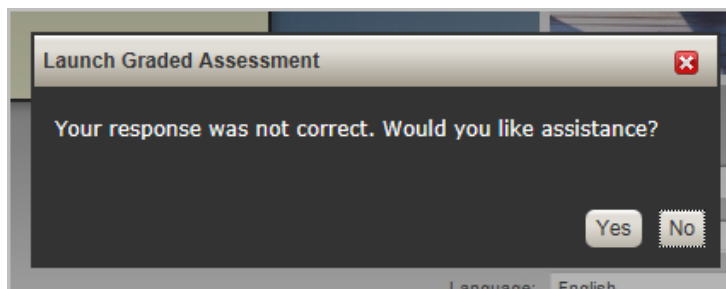 Launch Graded Assessment
Your response was not correct. Would you like assistance?
Yes No
Language: English